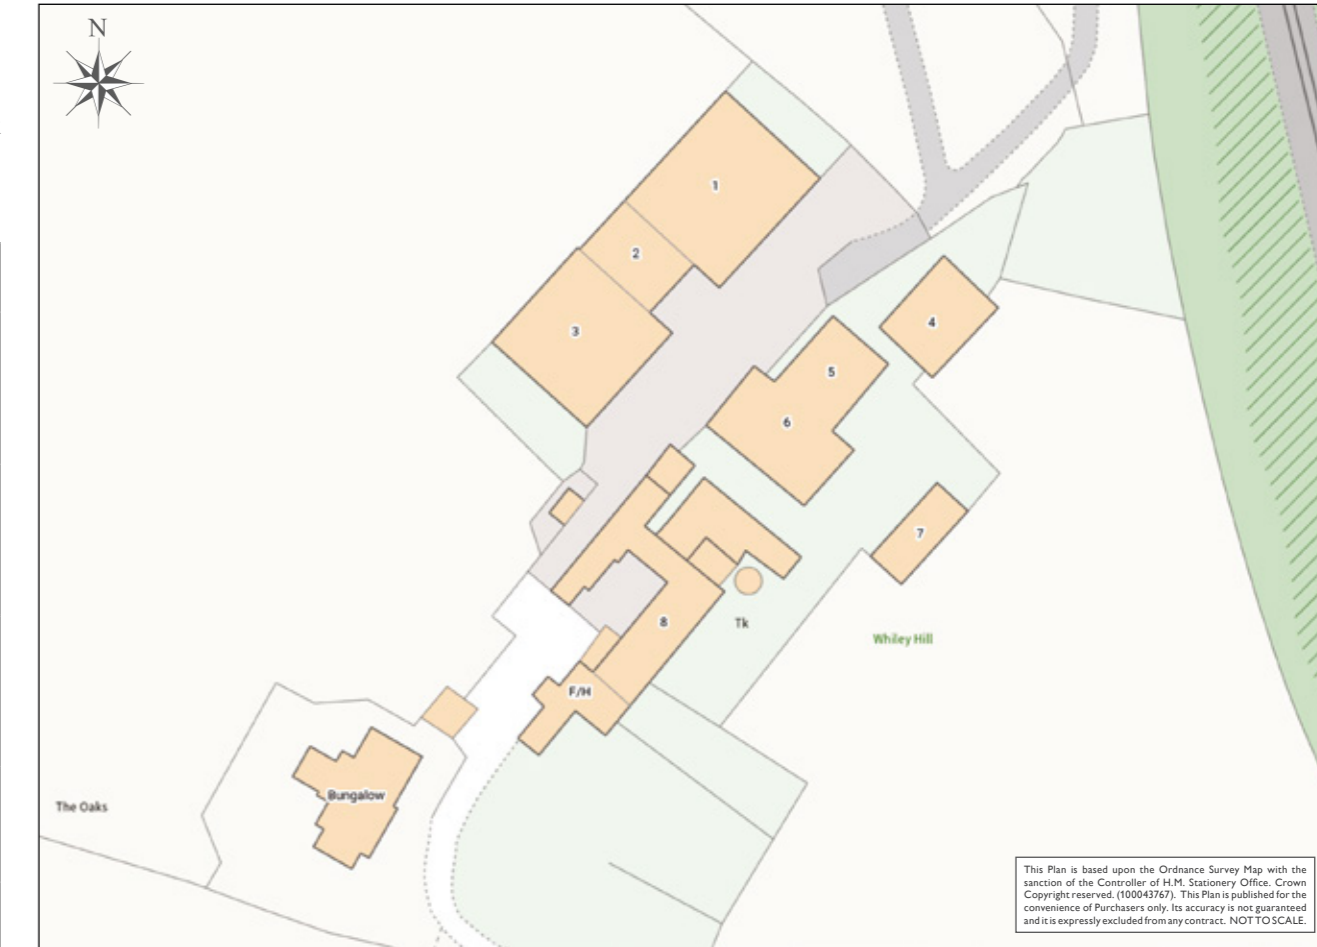 N
1
2
3
4
5
6
7
8
Tk
Whiley Hill
F/H
Bungalow
The Oaks
This Plan is based upon the Ordnance Survey Map with the
sanction of the Controller of H.M. Stationery Office. Crown
Copyright reserved. (100043767). This Plan is published for the
convenience of Purchasers only. Its accuracy is not guaranteed
and it is expressly excluded from any contract. NOT TO SCALE.